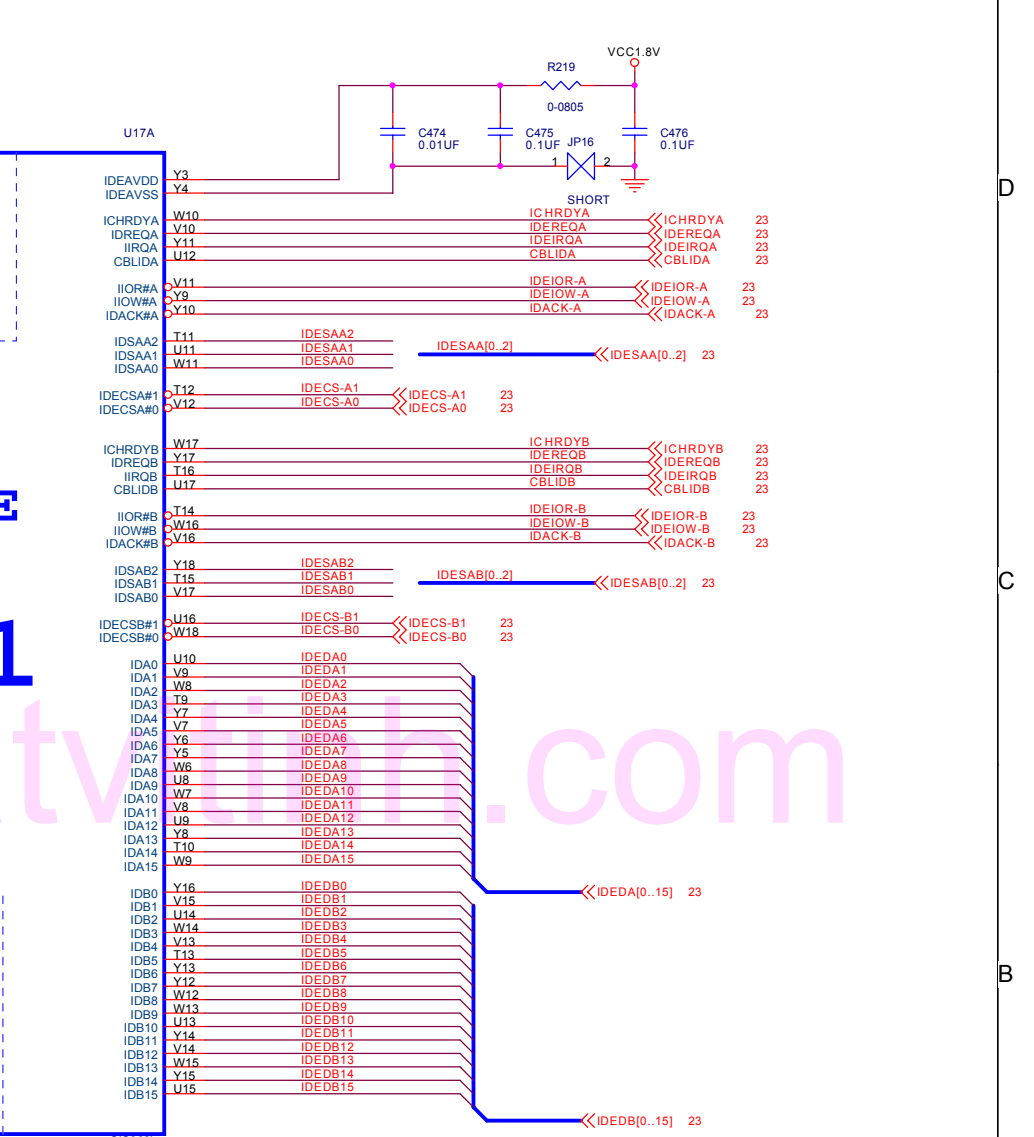 VCC1.8V
R219
0-0805
U17A
C474
0.01UF
C475
0.1UF
JP16
1 2
C476
0.1UF
SHORT
D
IDEAVDD Y3
IDEAVSS Y4
ICHRDYA W10 ICHRDYA ICHRDYA 23
IDREQA V10 IDEREQA IDEREQA 23
IIRQA Y11 IDEIRQA IDEIRQA 23
CBLIDA U12 CBLIDA CBLIDA 23
IIOR#A V11 IDEIOR-A IDEIOR-A 23
IIOW#A Y9 IDEIOW-A IDEIOW-A 23
IDACK#A Y10 IDACK-A IDACK-A 23
IDSAA2 T11 IDESAA2
IDSAA1 U11 IDESAA1 IDESAA[0..2] IDESAA[0..2] 23
IDSAA0 W11 IDESAA0
IDECSA#1 T12 IDECS-A1 IDECS-A1 23
IDECSA#0 V12 IDECS-A0 IDECS-A0 23
ICHRDYB W17 ICHRDYB ICHRDYB 23
IDREQB Y17 IDEREQB IDEREQB 23
IIRQB T16 IDEIRQB IDEIRQB 23
CBLIDB U17 CBLIDB CBLIDB 23
IIOR#B T14 IDEIOR-B IDEIOR-B 23
IIOW#B W16 IDEIOW-B IDEIOW-B 23
IDACK#B V16 IDACK-B IDACK-B 23
IDSAB2 Y18 IDESAB2
IDSAB1 T15 IDESAB1 IDESAB[0..2] IDESAB[0..2] 23
IDSAB0 V17 IDESAB0
C
IDECSB#1 U16 IDECS-B1 IDECS-B1 23
IDECSB#0 W18 IDECS-B0 IDECS-B0 23
1
IDA0 U10 IDEDA0
IDA1 V9 IDEDA1
IDA2 W8 IDEDA2
IDA3 T9 IDEDA3
IDA4 Y7 IDEDA4
IDA5 V7 IDEDA5
IDA6 Y6 IDEDA6
IDA7 Y5 IDEDA7
IDA8 W6 IDEDA8
IDA9 U8 IDEDA9
IDA10 W7 IDEDA10
IDA11 V8 IDEDA11
IDA12 U9 IDEDA12
IDA13 Y8 IDEDA13
IDA14 T10 IDEDA14
IDA15 W9 IDEDA15
IDEDA[0..15] 23
tvitinh.com
IDB0 Y16 IDEDB0
IDB1 V15 IDEDB1
IDB2 U14 IDEDB2
IDB3 W14 IDEDB3
IDB4 V13 IDEDB4
IDB5 T13 IDEDB5
IDB6 Y13 IDEDB6
IDB7 Y12 IDEDB7
IDB8 W12 IDEDB8
IDB9 W13 IDEDB9
IDB10 U13 IDEDB10
IDB11 Y14 IDEDB11
IDB12 V14 IDEDB12
IDB13 W15 IDEDB13
IDB14 Y15 IDEDB14
IDB15 U15 IDEDB15
B
IDEDB[0..15] 23